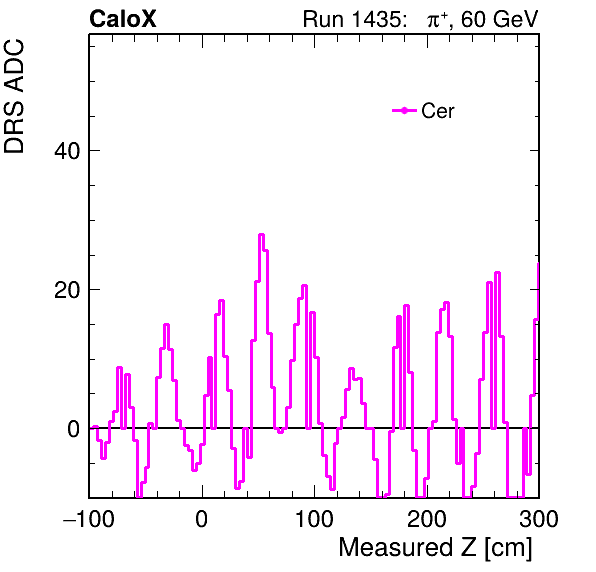 CaloX Run 1435: π+, 60 GeV
DRS ADC
Cer
40
20
0
−100 0 100 200 300
Measured Z [cm]